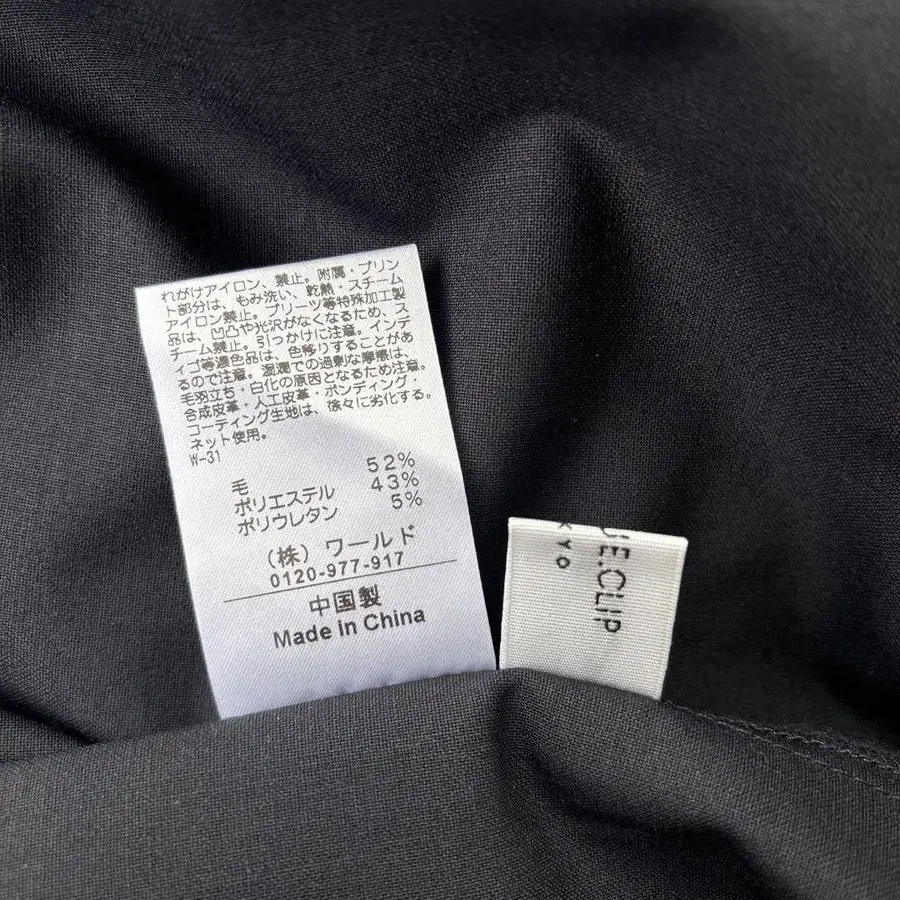 れがけアイロン、禁止。附属・プリン
ト部分は、もみ洗い、乾熱・スチーム
アイロン禁止。プリーツ等特殊加工製
品は、凹凸や光沢がなくなるため、ス
チーム禁止。引っかけに注意。インデ
ィゴ等濃色品は、色移りすることがあ
るので注意。湿潤での過剰な摩擦は、
毛羽立ち・白化の原因となるため注意。
合成皮革・人工皮革・ボンディング・
コーティング生地は、徐々に劣化する。
ネット使用。
W-31
毛 52%
ポリエステル 43%
ポリウレタン 5%
(株)ワールド
0120-977-917
中国製
Made in China
UE.CLIP
KYO